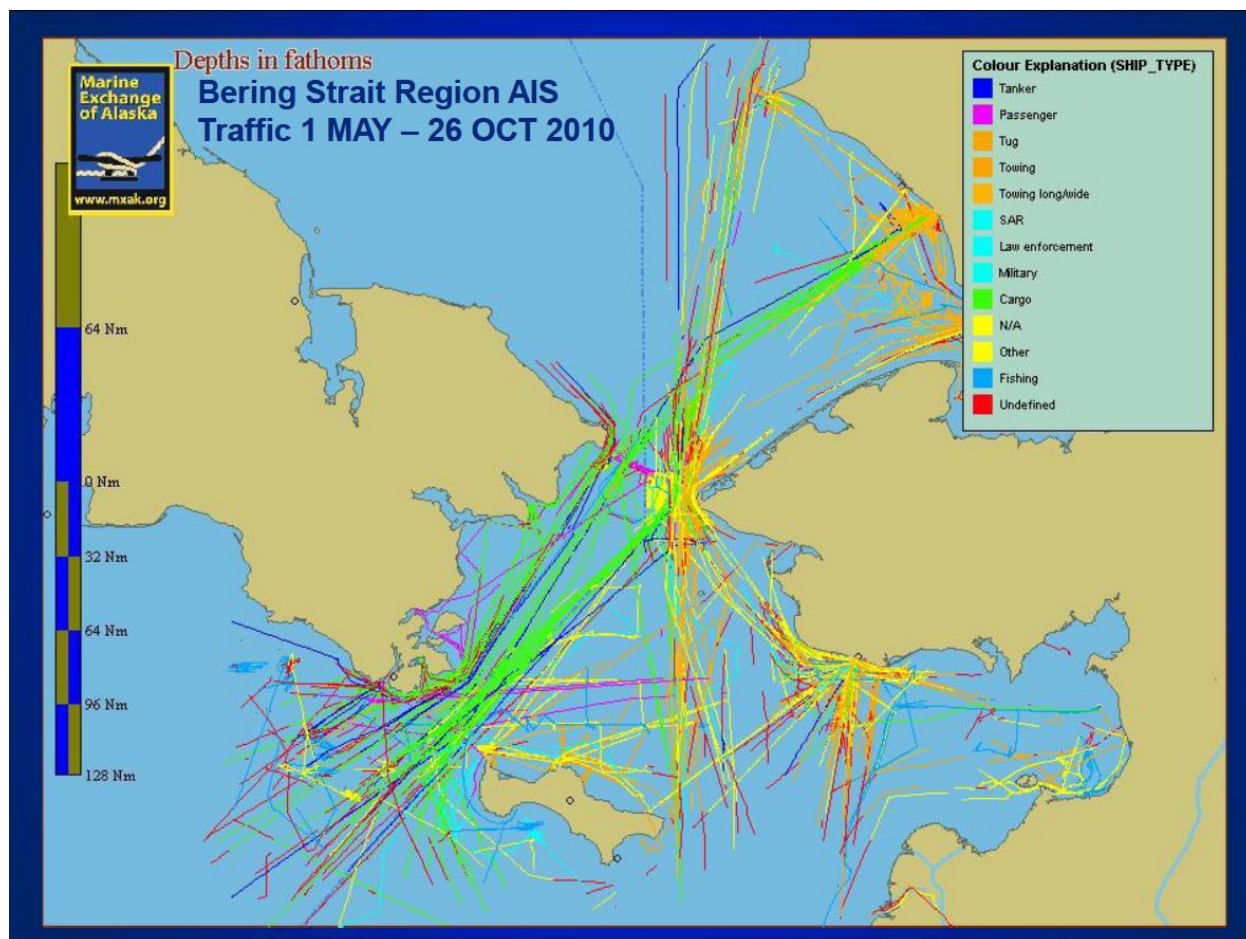 Depths in fathoms
Marine
Exchange
of Alaska
www.mxak.org
Bering Strait Region AIS
Traffic 1 MAY – 26 OCT 2010
64 Nm
0 Nm
32 Nm
64 Nm
96 Nm
128 Nm
Colour Explanation (SHIP_TYPE)
Tanker
Passenger
Tug
Towing
Towing long/wide
SAR
Law enforcement
Military
Cargo
N/A
Other
Fishing
Undefined